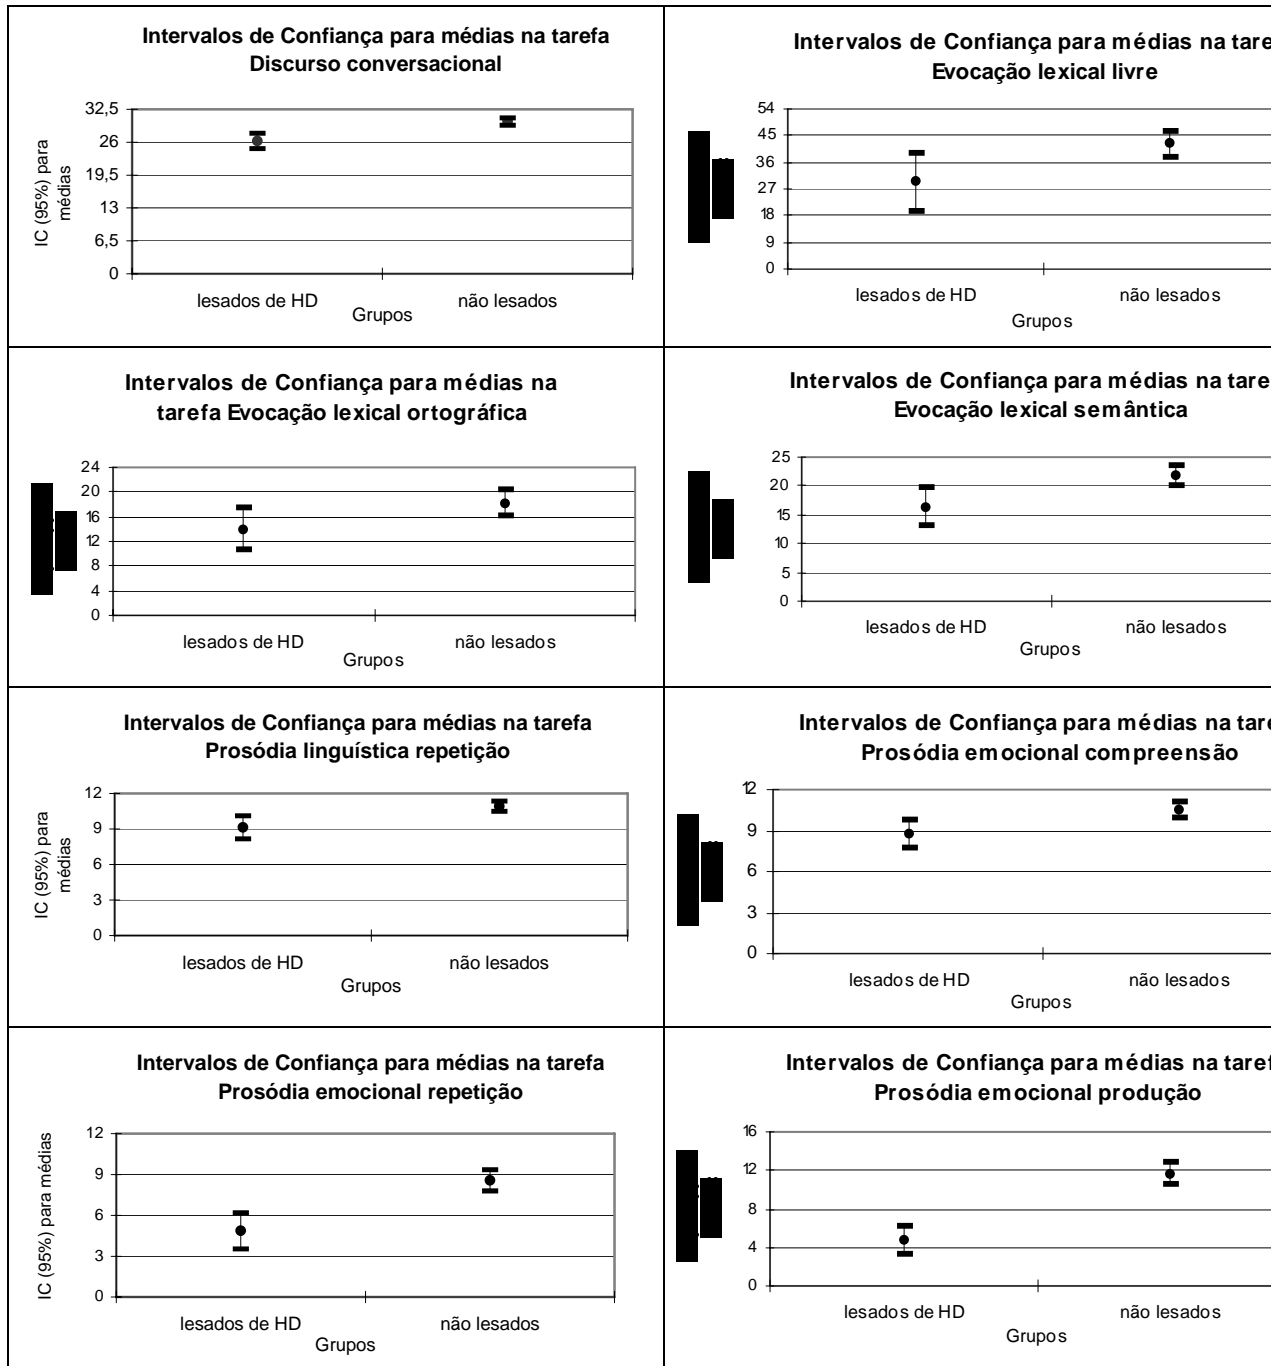 Intervalos de Confiança para médias na tarefa
Discurso conversacional
IC (95%) para
médias
32,5
26
19,5
13
6,5
0
lesados de HD
não lesados
Grupos
Intervalos de Confiança para médias na tare
Evocação lexical livre
54
45
36
27
18
9
0
lesados de HD
não lesados
Grupos
Intervalos de Confiança para médias na
tarefa Evocação lexical ortográfica
24
20
16
12
8
4
0
lesados de HD
não lesados
Grupos
Intervalos de Confiança para médias na tare
Evocação lexical semântica
25
20
15
10
5
0
lesados de HD
não lesados
Grupos
Intervalos de Confiança para médias na tarefa
Prosódia linguística repetição
IC (95%) para
médias
12
9
6
3
0
lesados de HD
não lesados
Grupos
Intervalos de Confiança para médias na tare
Prosódia emocional compreensão
12
9
6
3
0
lesados de HD
não lesados
Grupos
Intervalos de Confiança para médias na tarefa
Prosódia emocional repetição
IC (95%) para médias
12
9
6
3
0
lesados de HD
não lesados
Grupos
Intervalos de Confiança para médias na taref
Prosódia emocional produção
16
12
8
4
0
lesados de HD
não lesados
Grupos